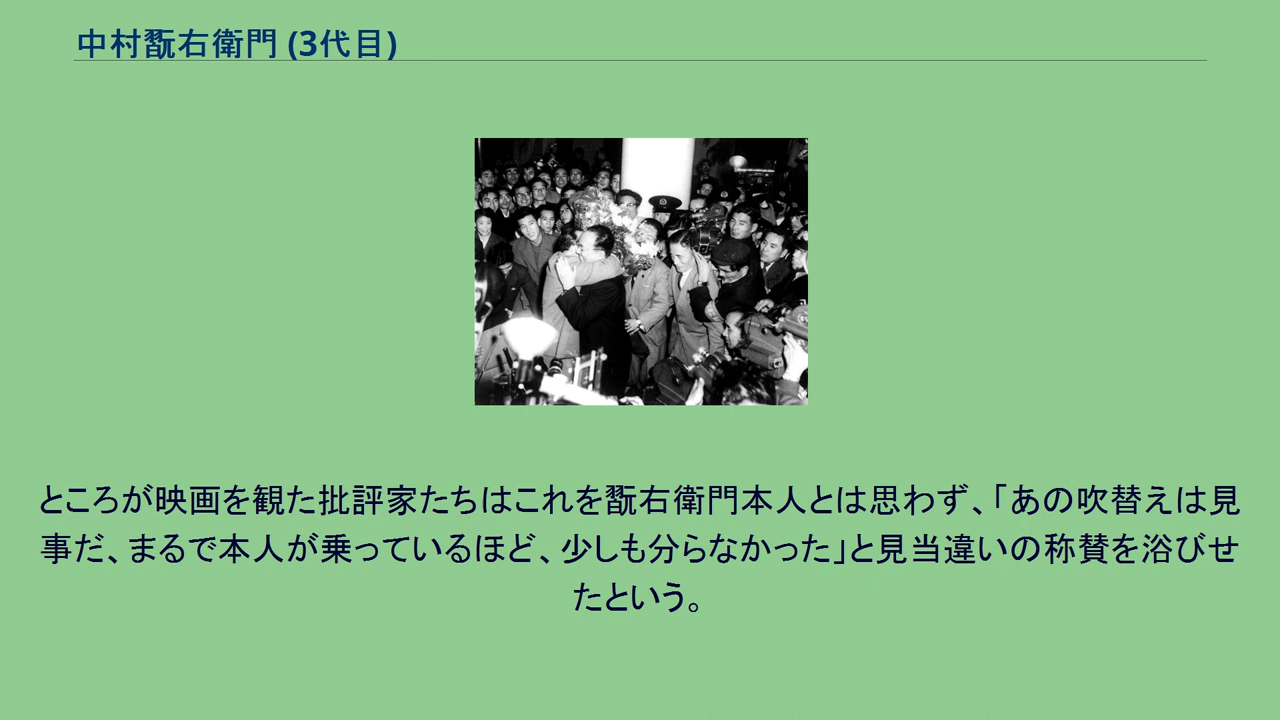 中村翫右衛門 (3代目)
ところが映画を観た批評家たちはこれを翫右衛門本人とは思わず、「あの吹替えは見
事だ、まるで本人が乗っているほど、少しも分らなかった」と見当違いの称賛を浴びせ
たという。